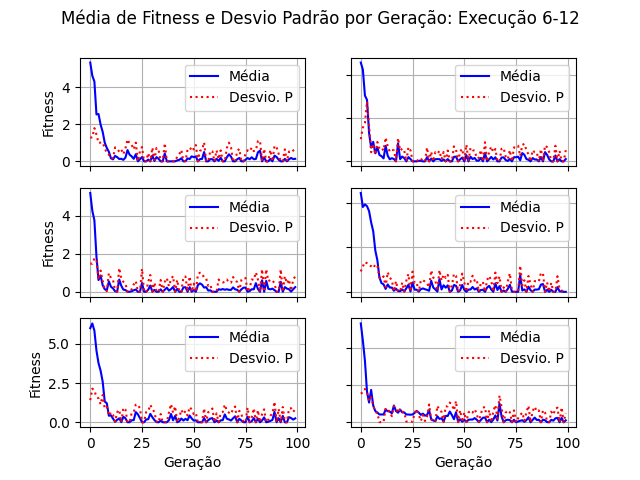 Média de Fitness e Desvio Padrão por Geração: Execução 6-12
Fitness
4
2
0
Média
Desvio. P
Média
Desvio. P
Fitness
4
2
0
Média
Desvio. P
Média
Desvio. P
Fitness
5.0
2.5
0.0
Média
Desvio. P
Média
Desvio. P
0 25 50 75 100
0 25 50 75 100
Geração
Geração